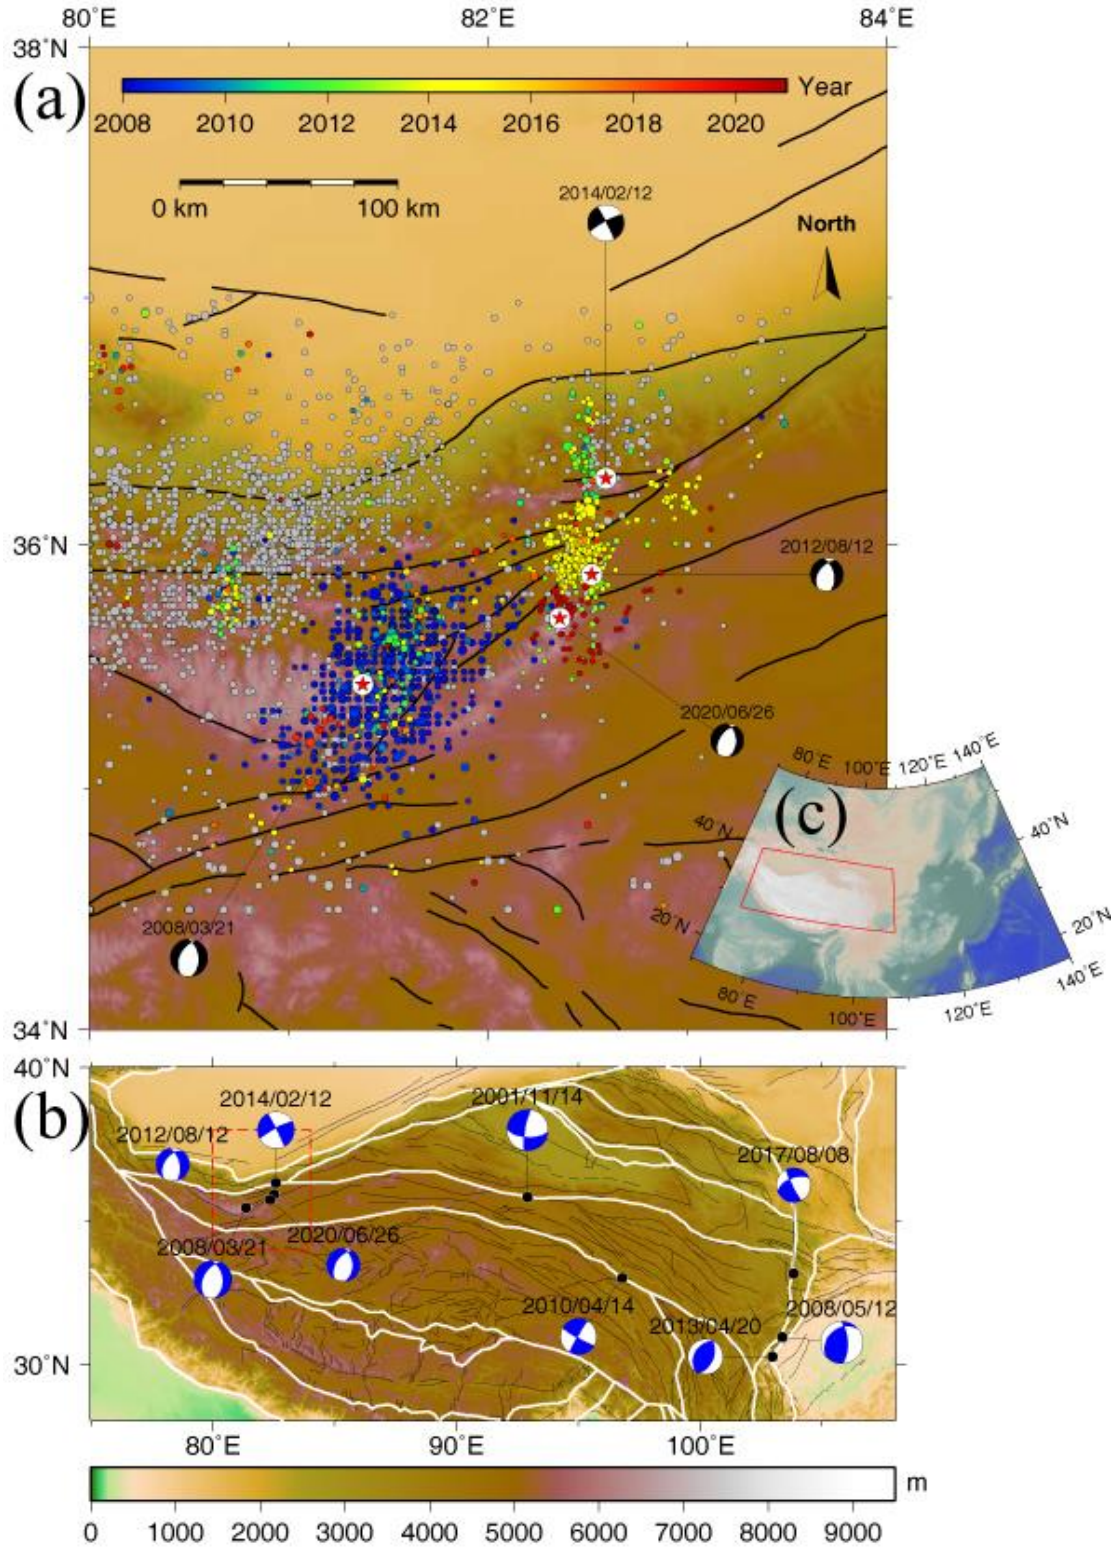 80°E 82°E 84°E
38°N
(a)
Year
2008 2010 2012 2014 2016 2018 2020
0 km 100 km
2014/02/12
North
36°N
2012/08/12
2020/06/26
2008/03/21
34°N
(c)
80°E 100°E 120°E 140°E
40°N 40°N
20°N 20°N
80°E 100°E 120°E 140°E
40°N
(b)
2014/02/12 2001/11/14
2012/08/12
2017/08/08
2008/03/21 2020/06/26
2010/04/14 2013/04/20 2008/05/12
30°N
80°E 90°E 100°E
m
0 1000 2000 3000 4000 5000 6000 7000 8000 9000